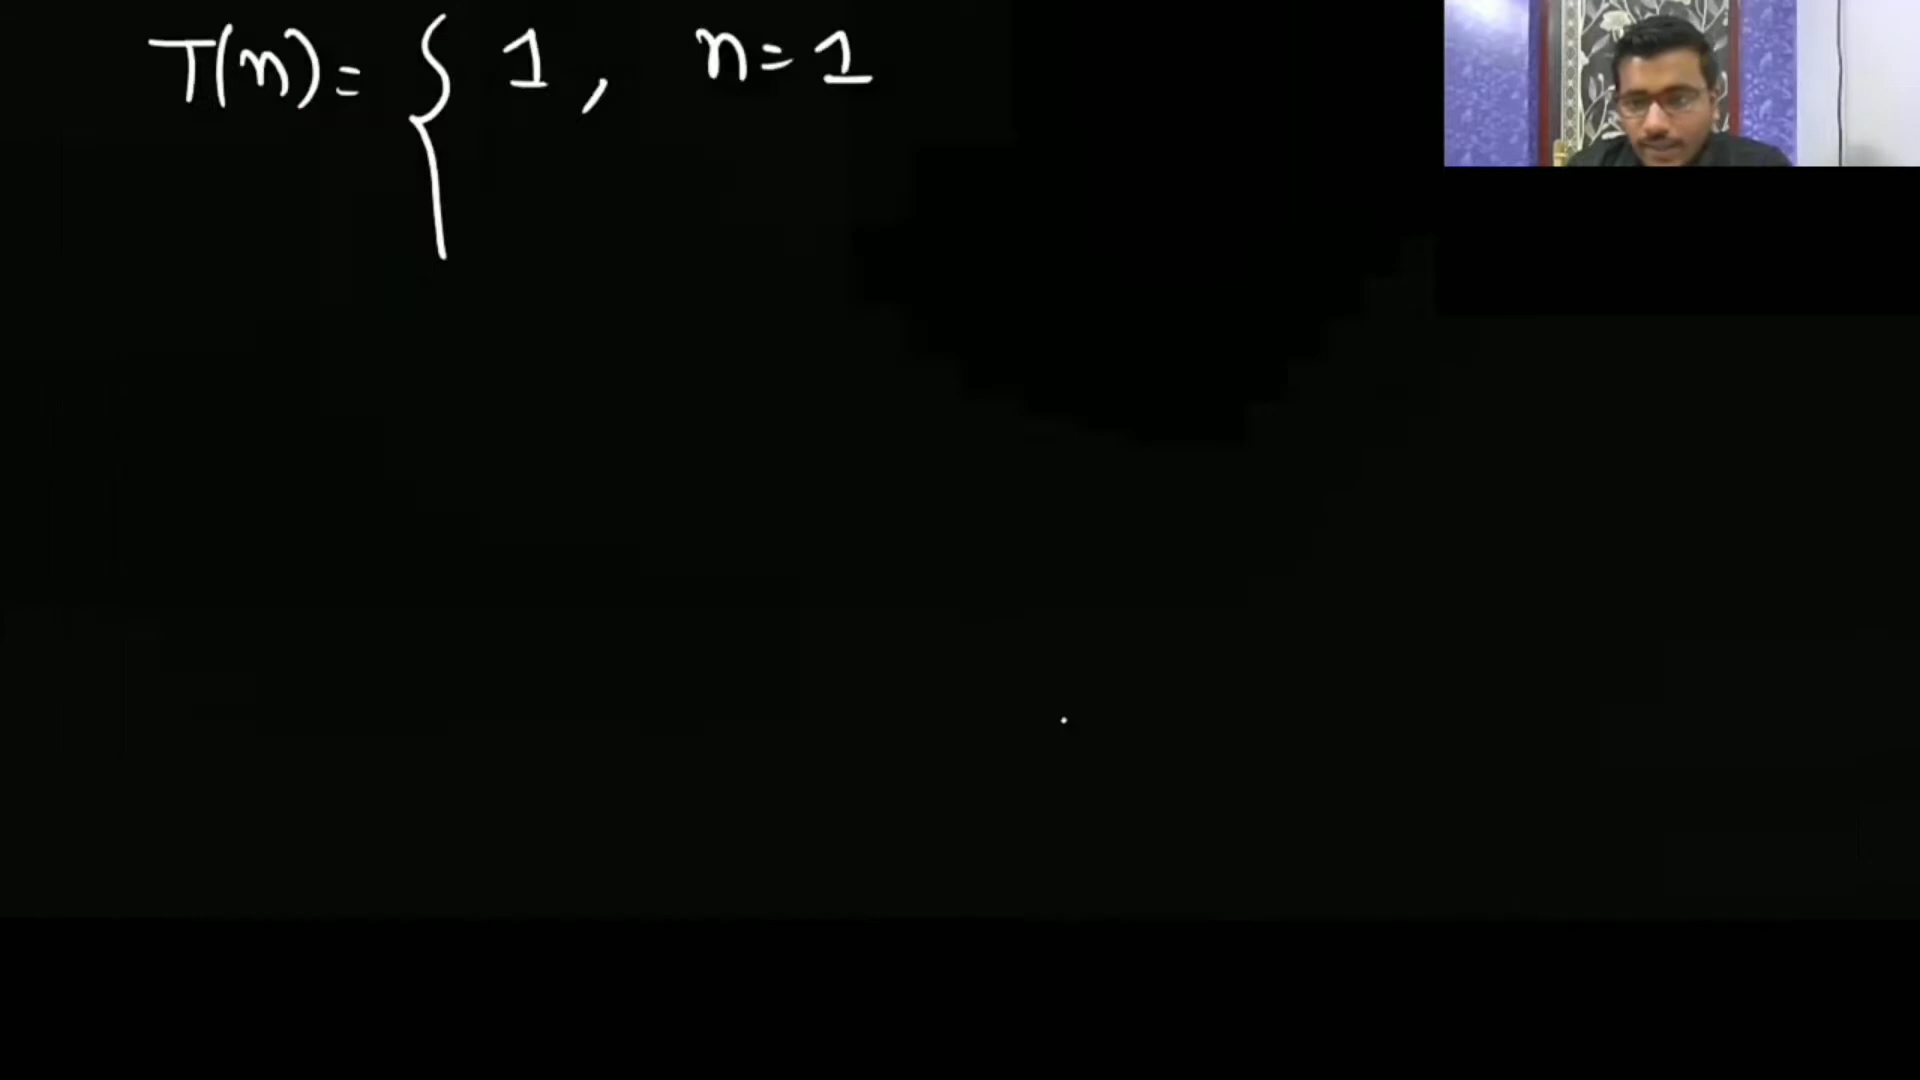 T(n) = { 1 , n = 1